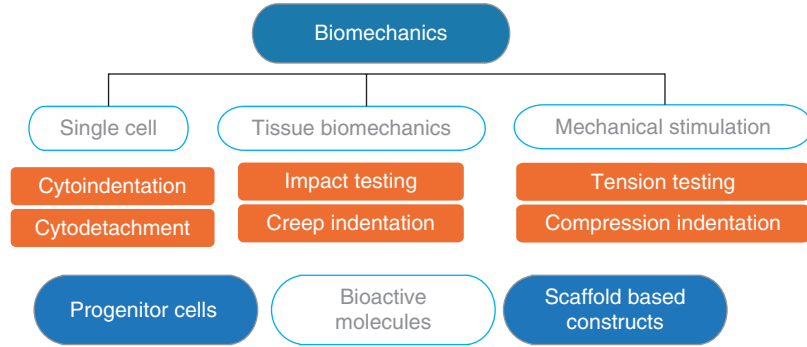 Biomechanics
Single cell
Tissue biomechanics
Mechanical stimulation
Cytoindentation
Impact testing
Tension testing
Cytodetachment
Creep indentation
Compression indentation
Progenitor cells
Bioactive
molecules
Scaffold based
constructs